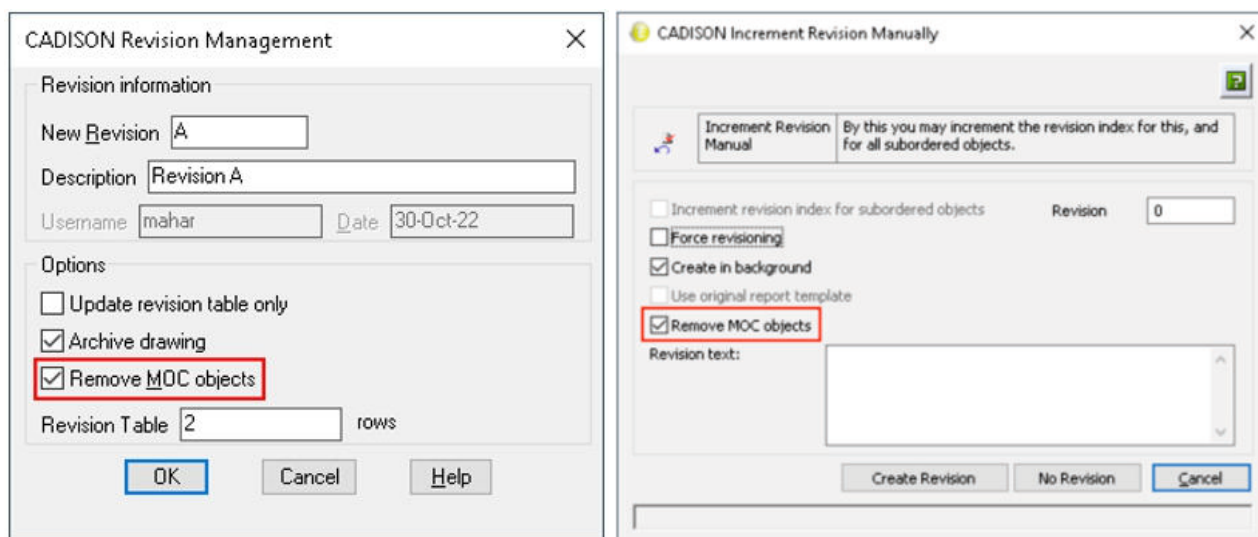 CADISON Revision Management
Revision information
New Revision A
Description Revision A
Username mahar Date 30-Oct-22
Options
Update revision table only
Archive drawing
Remove MOC objects
Revision Table 2 rows
OK Cancel Help
CADISON Increment Revision Manually
Increment Revision Manual
By this you may increment the revision index for this, and
for all subordered objects.
Increment revision index for subordered objects Revision 0
Force revisioning
Create in background
Use original report template
Remove MOC objects
Revision text:
Create Revision No Revision Cancel